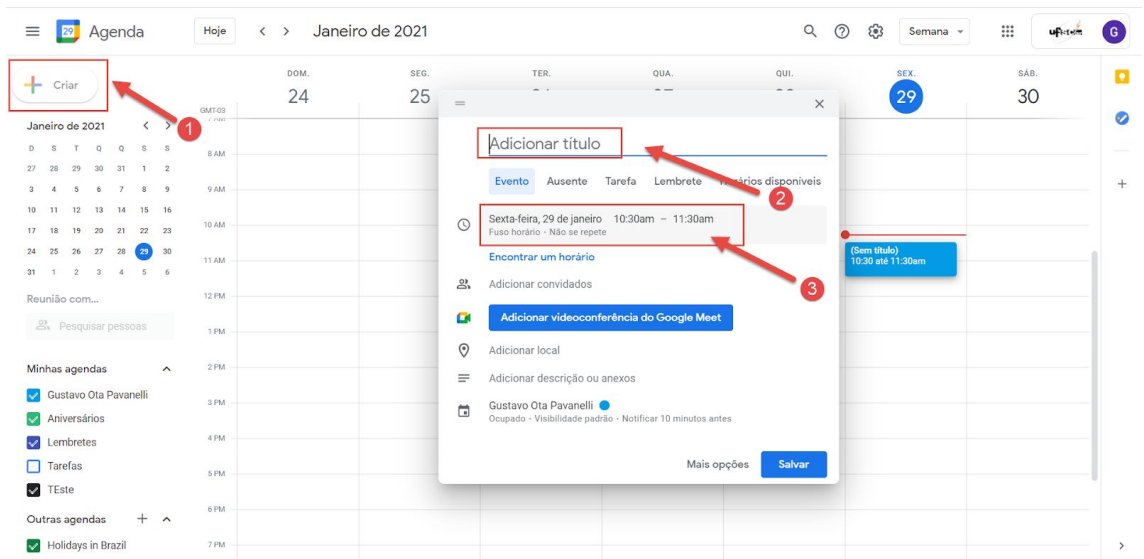 29 Agenda Hoje Janeiro de 2021 Semana G
Criar
1
GMT-03
DOM. SEG. TER. QUA. QUI. SEX. SÁB.
24 25 29 30
Janeiro de 2021
D S T Q Q S S
27 28 29 30 31 1 2
3 4 5 6 7 8 9
10 11 12 13 14 15 16
17 18 19 20 21 22 23
24 25 26 27 28 29 30
31 1 2 3 4 5 6
Reunião com...
Pesquisar pessoas
Minhas agendas
Gustavo Ota Pavanelli
Aniversários
Lembretes
Tarefas
TEste
Outras agendas
Holidays in Brazil
8 AM
9 AM
10 AM
11 AM
12 PM
1 PM
2 PM
3 PM
4 PM
5 PM
6 PM
7 PM
Adicionar título
2
Evento Ausente Tarefa Lembrete Horários disponíveis
Sexta-feira, 29 de janeiro 10:30am – 11:30am
Fuso horário - Não se repete
3
Encontrar um horário
Adicionar convidados
Adicionar videoconferência do Google Meet
Adicionar local
Adicionar descrição ou anexos
Gustavo Ota Pavanelli
Ocupado - Visibilidade padrão - Notificar 10 minutos antes
Mais opções Salvar
(Sem título)
10:30 até 11:30am